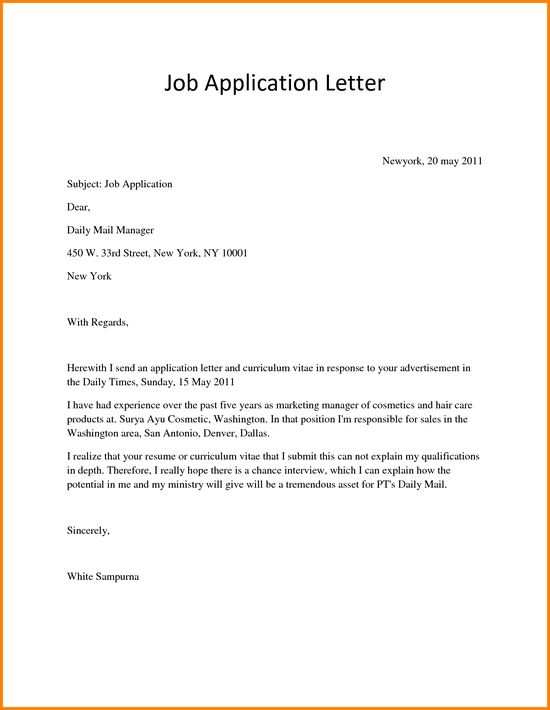 Job Application Letter
Newyork, 20 may 2011
Subject: Job Application
Dear,
Daily Mail Manager
450 W. 33rd Street, New York, NY 10001
New York
With Regards,
Herewith I send an application letter and curriculum vitae in response to your advertisement in
the Daily Times, Sunday, 15 May 2011
I have had experience over the past five years as marketing manager of cosmetics and hair care
products at. Surya Ayu Cosmetic, Washington. In that position I'm responsible for sales in the
Washington area, San Antonio, Denver, Dallas.
I realize that your resume or curriculum vitae that I submit this can not explain my qualifications
in depth. Therefore, I really hope there is a chance interview, which I can explain how the
potential in me and my ministry will give will be a tremendous asset for PT's Daily Mail.
Sincerely,
White Sampurna